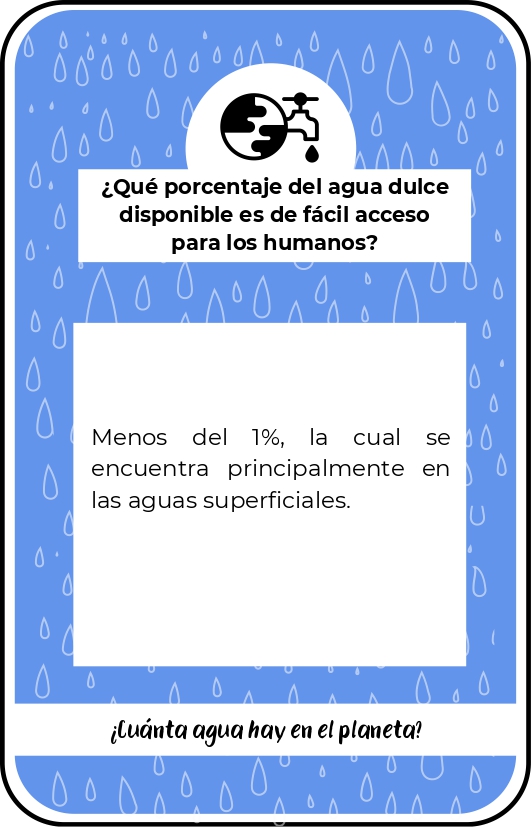 ¿Qué porcentaje del agua dulce
disponible es de fácil acceso
para los humanos?
Menos del 1%, la cual se
encuentra principalmente en
las aguas superficiales.
¿Cuánta agua hay en el planeta?